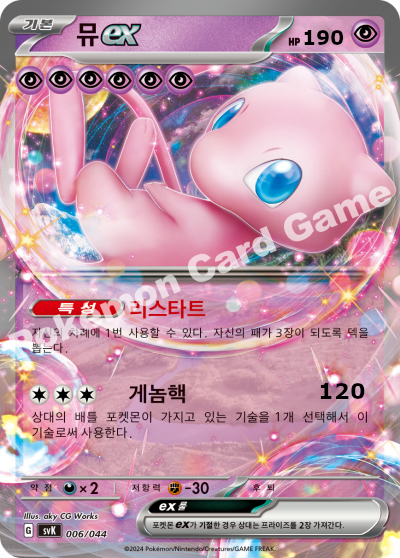 기본 뮤ex HP 190
특성 리스타트
자신의 차례에 1번 사용할 수 있다. 자신의 패가 3장이 되도록 덱을
뽑는다.
게놈핵 120
상대의 배틀 포켓몬이 가지고 있는 기술을 1개 선택해서 이
기술로써 사용한다.
약점 ×2 저항력 -30 후퇴
Illus. aky CG Works
G svK 006/044
ex룰
포켓몬 ex가 기절한 경우 상대는 프라이즈를 2장 가져간다.
©2024 Pokémon/Nintendo/Creatures/GAME FREAK.
Pokémon Card Game